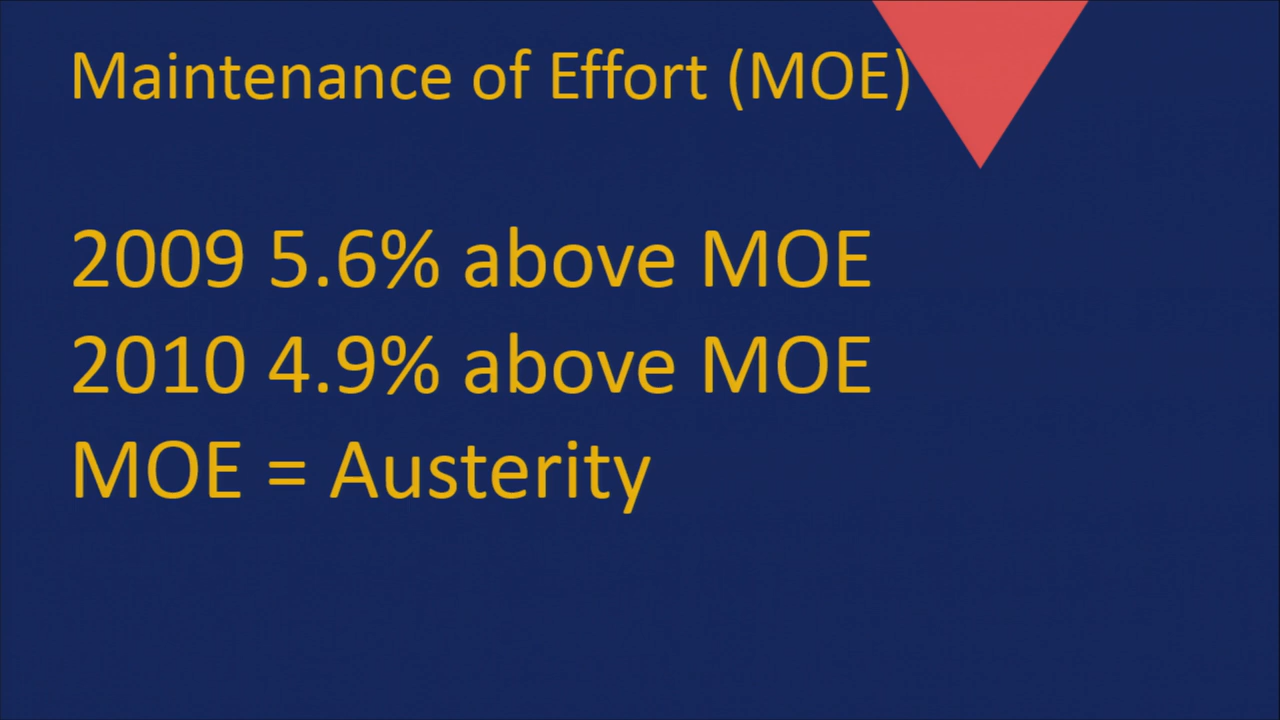 Maintenance of Effort (MOE)
2009 5.6% above MOE
2010 4.9% above MOE
MOE = Austerity